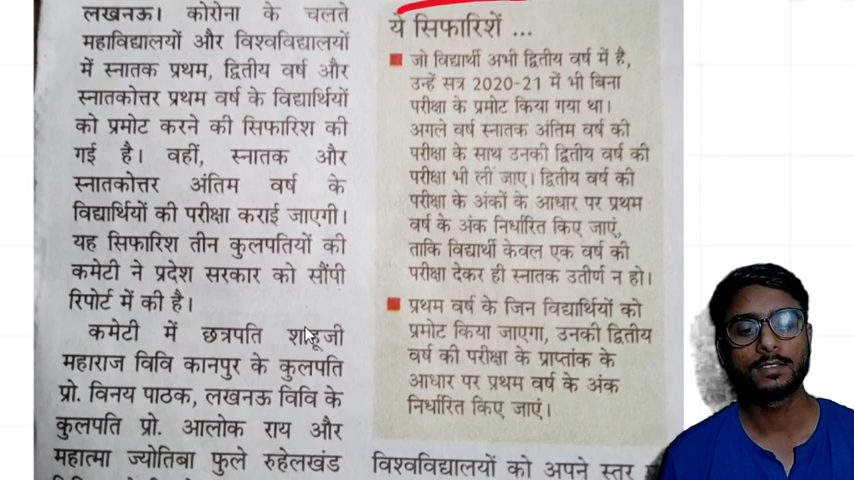 लखनऊ। कोरोना के चलते
महाविद्यालयों और विश्वविद्यालयों
में स्नातक प्रथम, द्वितीय वर्ष और
स्नातकोत्तर प्रथम वर्ष के विद्यार्थियों
को प्रमोट करने की सिफारिश की
गई है। वहीं, स्नातक और
स्नातकोत्तर अंतिम वर्ष के
विद्यार्थियों की परीक्षा कराई जाएगी।
यह सिफारिश तीन कुलपतियों की
कमेटी ने प्रदेश सरकार को सौंपी
रिपोर्ट में की है।
कमेटी में छत्रपति शाहूजी
महाराज विवि कानपुर के कुलपति
प्रो. विनय पाठक, लखनऊ विवि के
कुलपति प्रो. आलोक राय और
महात्मा ज्योतिबा फुले रुहेलखंड
ये सिफारिशें ...
जो विद्यार्थी अभी द्वितीय वर्ष में है,
उन्हें सत्र 2020-21 में भी बिना
परीक्षा के प्रमोट किया गया था।
अगले वर्ष स्नातक अंतिम वर्ष की
परीक्षा के साथ उनकी द्वितीय वर्ष की
परीक्षा भी ली जाए। द्वितीय वर्ष की
परीक्षा के अंकों के आधार पर प्रथम
वर्ष के अंक निर्धारित किए जाएं,
ताकि विद्यार्थी केवल एक वर्ष की
परीक्षा देकर ही स्नातक उतीर्ण न हो।
प्रथम वर्ष के जिन विद्यार्थियों को
प्रमोट किया जाएगा, उनकी द्वितीय
वर्ष की परीक्षा के प्राप्तांक के
आधार पर प्रथम वर्ष के अंक
निर्धारित किए जाएं।
विश्वविद्यालयों को अपने स्तर